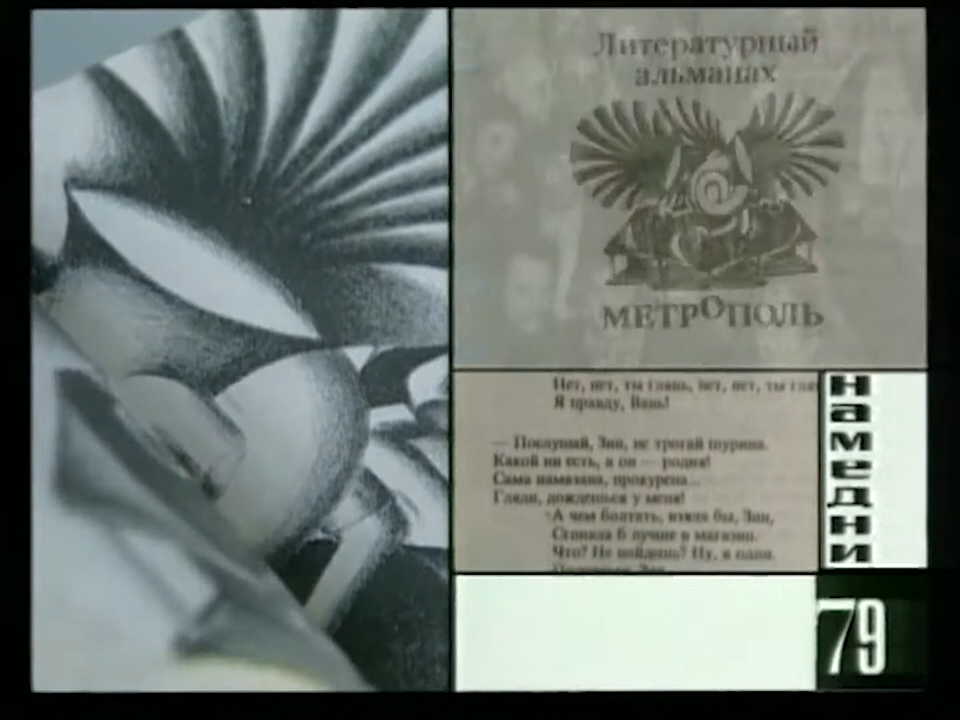 Литературный
альманах
МЕТРОПОЛЬ
Нет, нет, ты глянь, нет, нет, ты гля
Я правду, Вань!
— Послушай, Зин, не трогай шурина.
Какой ни есть, а он — родня!
Сама намазана, прокурена...
Гляди, дождешься у меня!
А чем болтать, взяла бы, Зин,
Сгоняла б лучше в магазин.
Что? Не пойдешь? Ну, я один.
намедни
79